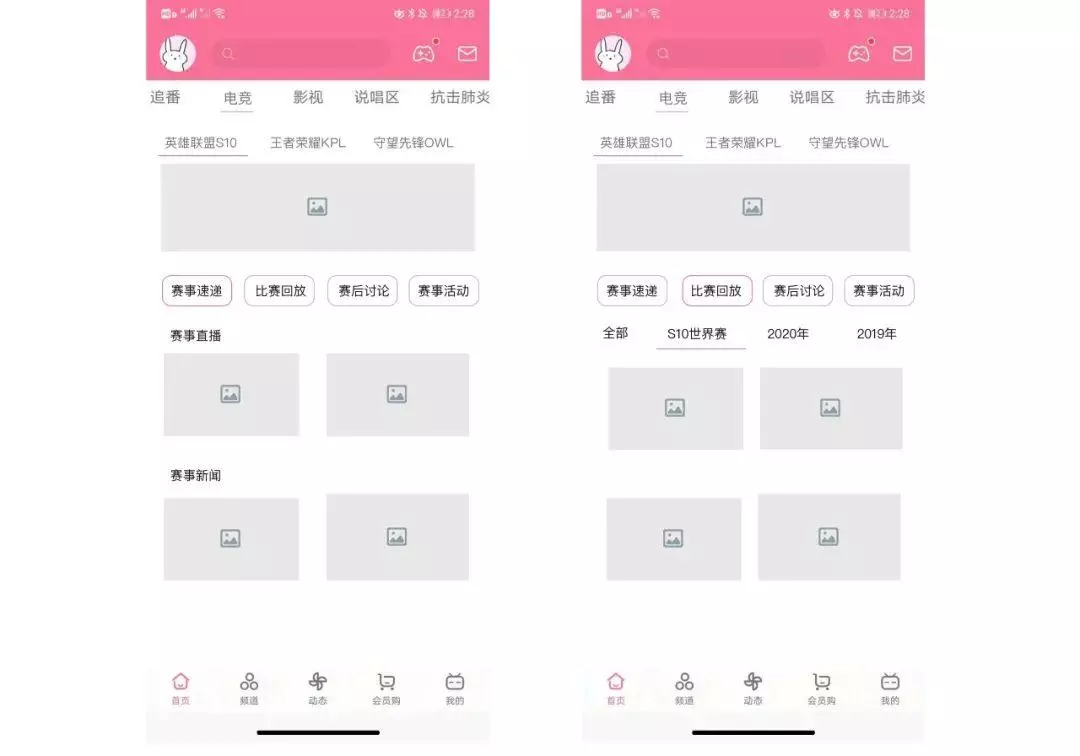 2:28
追番 电竞 影视 说唱区 抗击肺炎
英雄联盟S10 王者荣耀KPL 守望先锋OWL
赛事速递 比赛回放 赛后讨论 赛事活动
赛事直播
赛事新闻
首页 频道 动态 会员购 我的
2:28
追番 电竞 影视 说唱区 抗击肺炎
英雄联盟S10 王者荣耀KPL 守望先锋OWL
赛事速递 比赛回放 赛后讨论 赛事活动
全部 S10世界赛 2020年 2019年
首页 频道 动态 会员购 我的